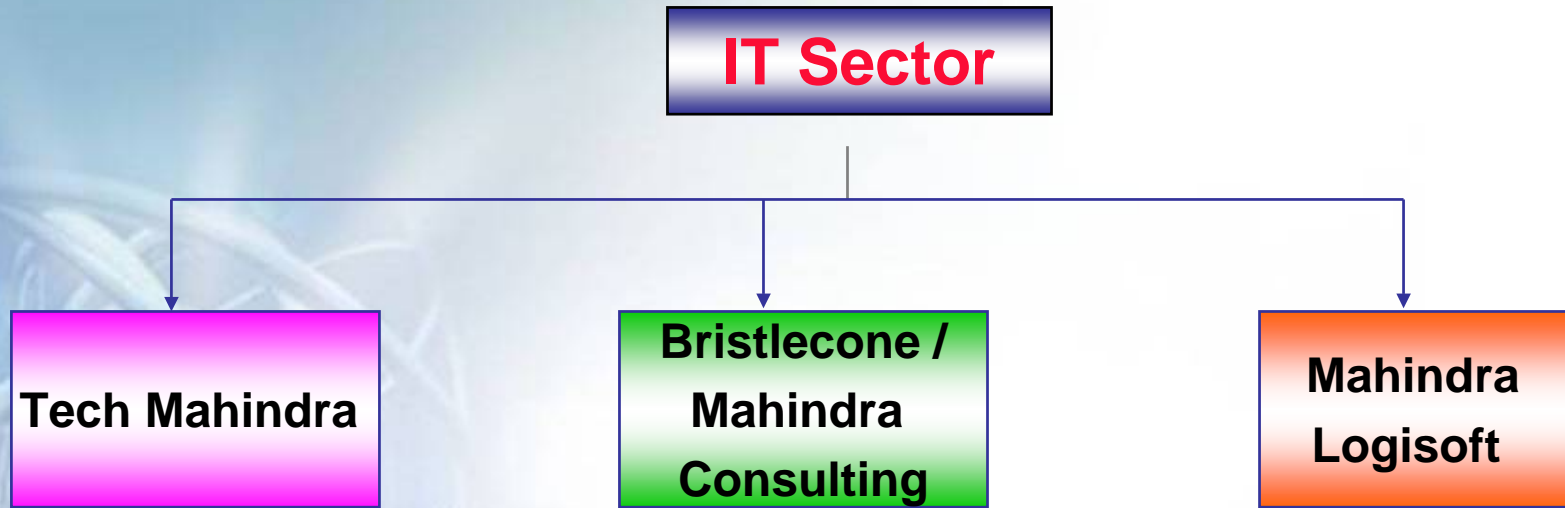 IT Sector
Tech Mahindra
Bristlecone /
Mahindra
Consulting
Mahindra
Logisoft